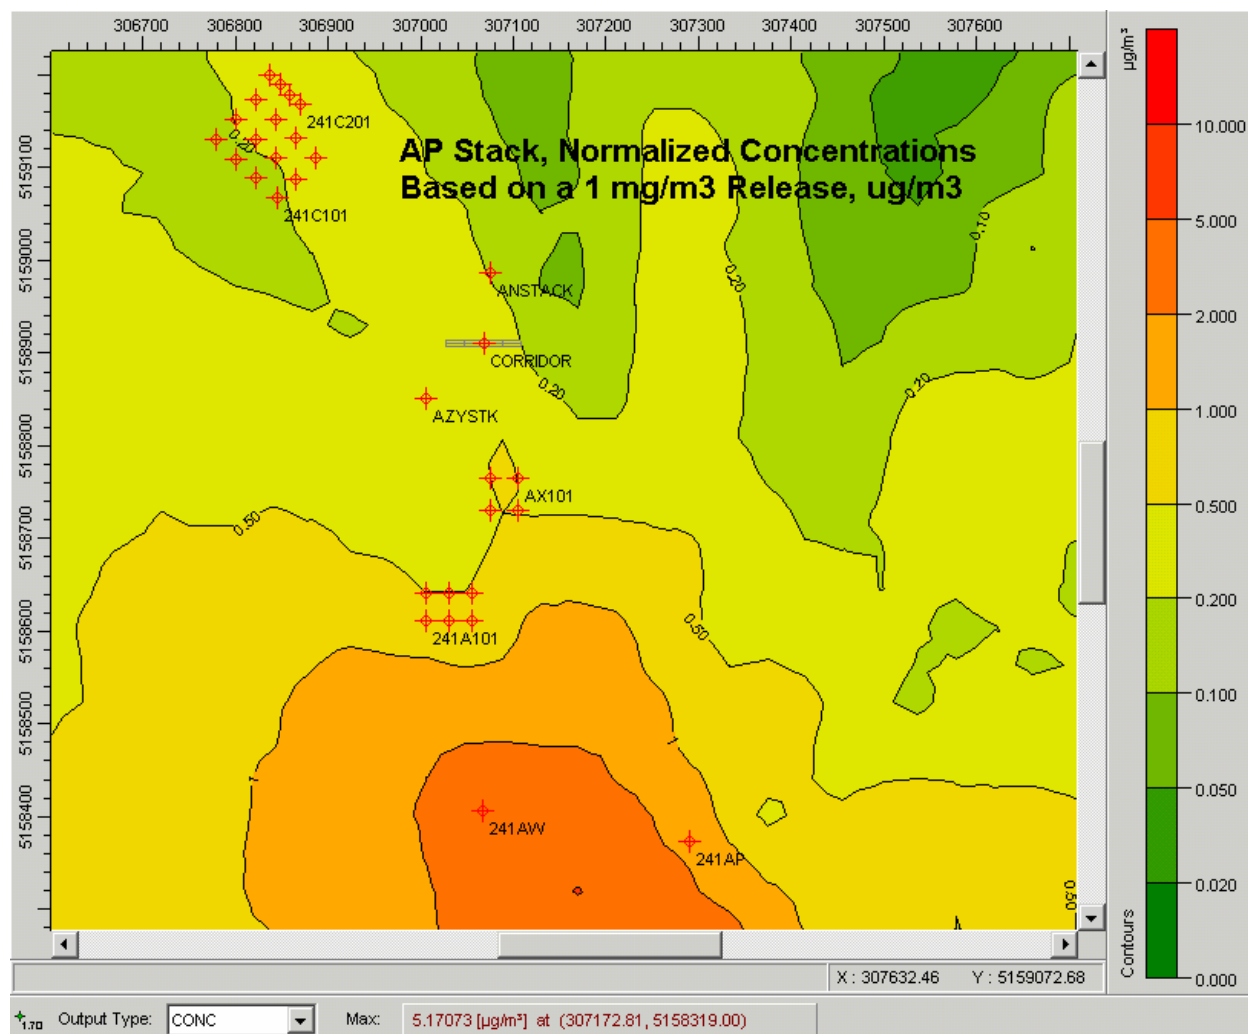 306700 306800 306900 307000 307100 307200 307300 307400 307500 307600
µg/m³
5159100
5159000
5158900
5158800
5158700
5158600
5158500
5158400
AP Stack, Normalized Concentrations
Based on a 1 mg/m3 Release, ug/m3
241C201
0.20
241C101
0.10
ANSTACK
0.20
CORRIDOR
0.20
0.20
AZYSTK
AX101
0.50
241A101
0.50
1
1
241AW
241AP
0.50
10.000
5.000
2.000
1.000
0.500
0.200
0.100
0.050
0.020
0.000
Contours
X : 307632.46 Y : 5159072.68
1.70 Output Type: CONC Max: 5.17073 [µg/m³] at (307172.81, 5158319.00)